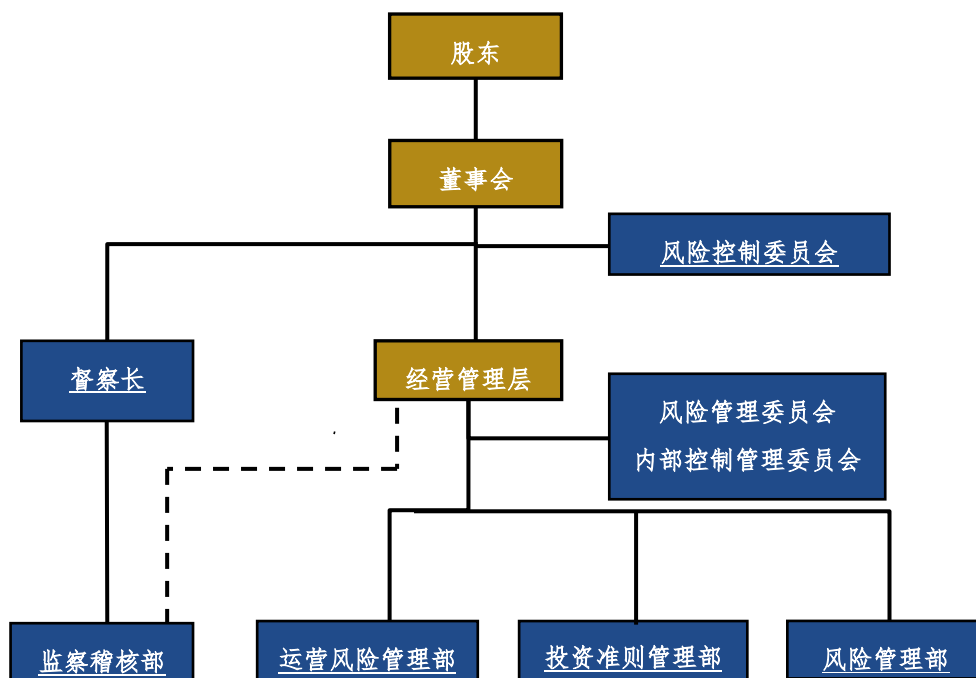 股东
董事会
风险控制委员会
督察长
经营管理层
风险管理委员会
内部控制管理委员会
监察稽核部
运营风险管理部
投资准则管理部
风险管理部